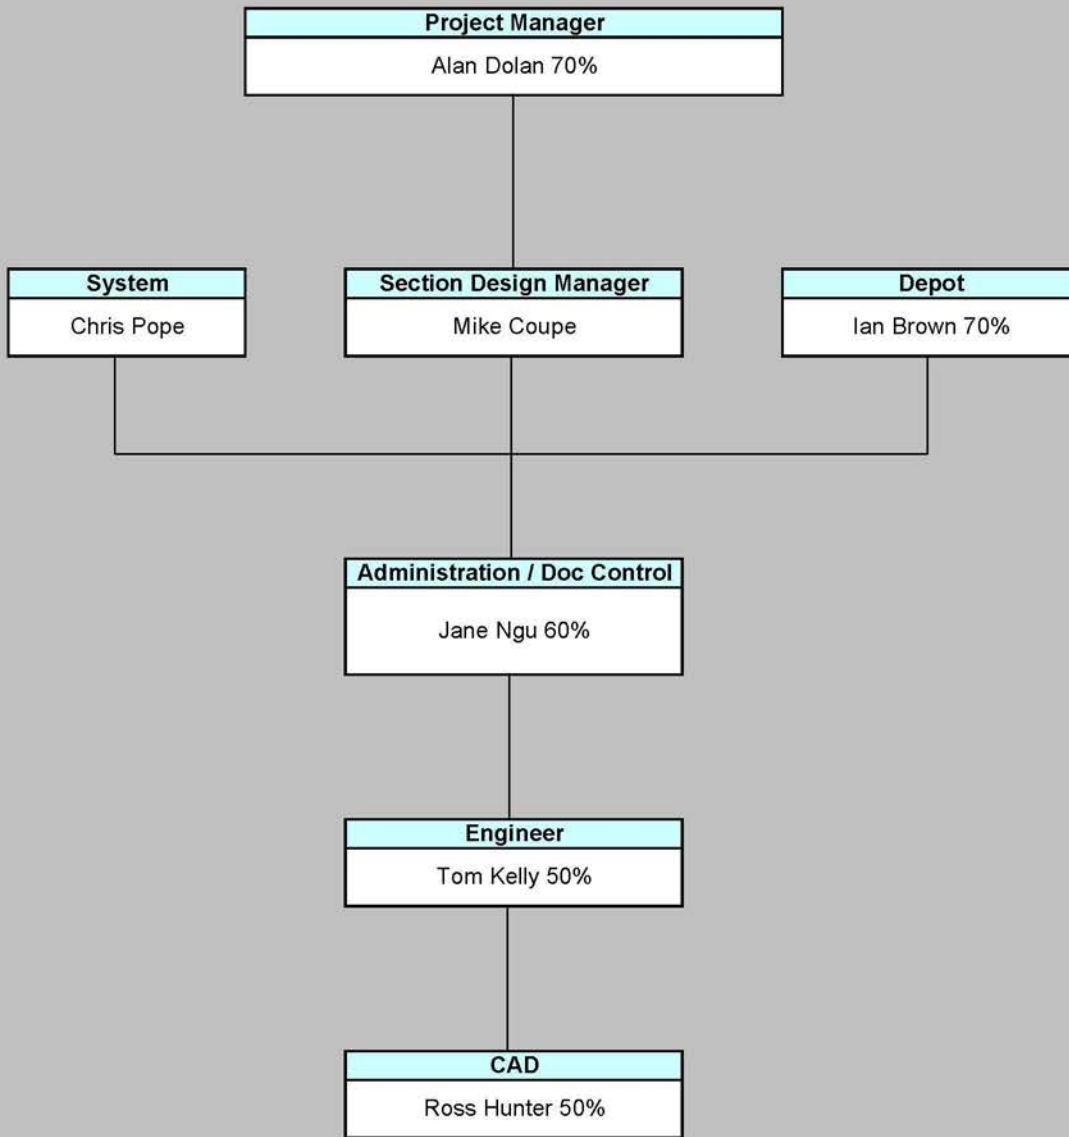 Project Manager
Alan Dolan 70%
System
Chris Pope
Section Design Manager
Mike Coupe
Depot
Ian Brown 70%
Administration / Doc Control
Jane Ngu 60%
Engineer
Tom Kelly 50%
CAD
Ross Hunter 50%